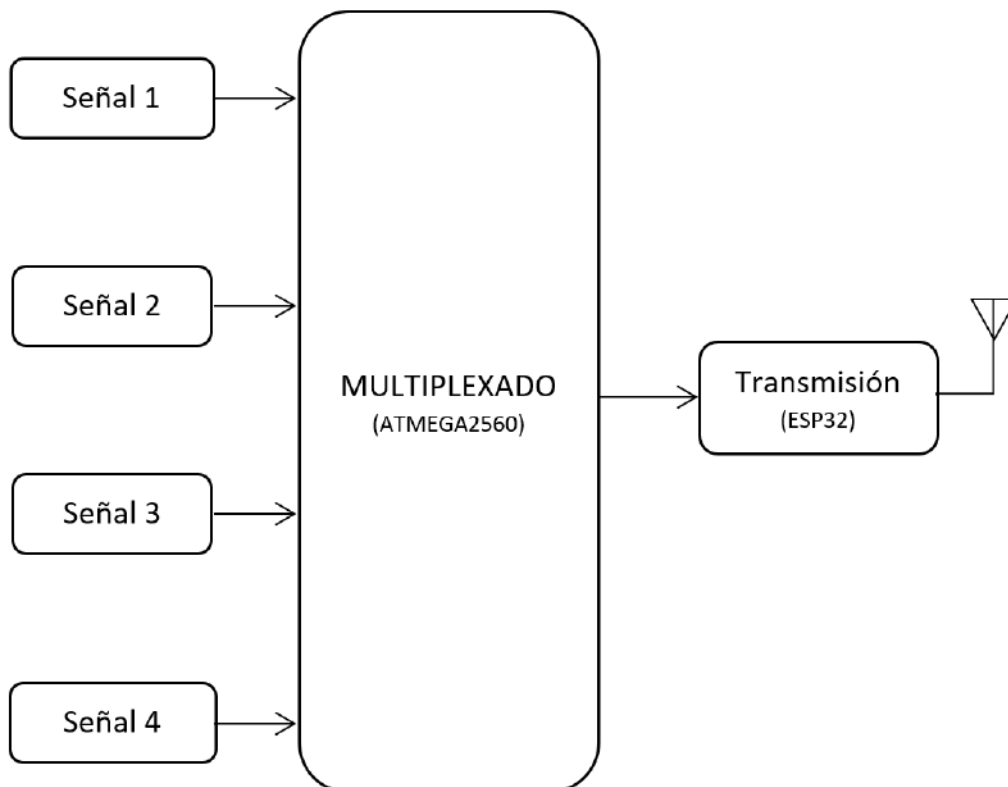 Señal 1
Señal 2
MULTIPLEXADO
(ATMEGA2560)
Transmisión
(ESP32)
Señal 3
Señal 4